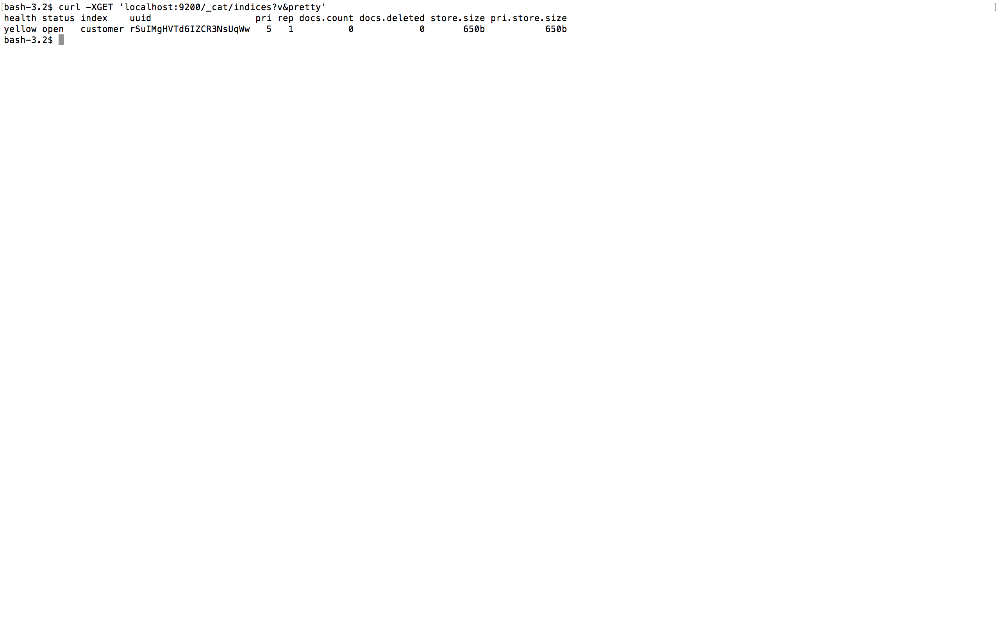 [bash-3.2$ curl -XGET 'localhost:9200/_cat/indices?v&pretty' ]
health status index    uuid                   pri rep docs.count docs.deleted store.size pri.store.size
yellow open   customer rSuIMgHVTd6IZCR3NsUqWw   5   1          0            0       650b           650b
bash-3.2$